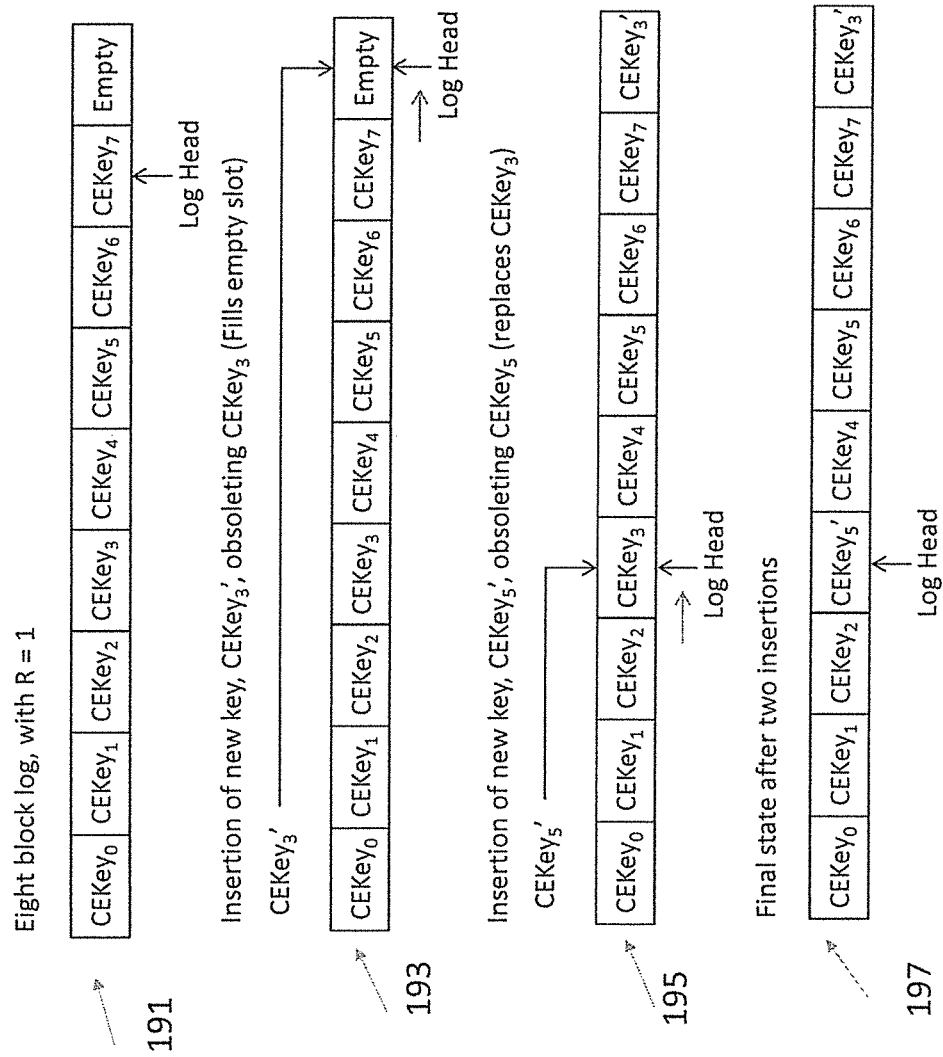 Eight block log, with R = 1
CEKey₀ CEKey₁ CEKey₂ CEKey₃ CEKey₄ CEKey₅ CEKey₆ CEKey₇ Empty
Log Head
191
Insertion of new key, CEKey₃′, obsoleting CEKey₃ (Fills empty slot)
CEKey₃′
CEKey₀ CEKey₁ CEKey₂ CEKey₃ CEKey₄ CEKey₅ CEKey₆ CEKey₇ Empty
Log Head
193
Insertion of new key, CEKey₅′, obsoleting CEKey₅ (replaces CEKey₃)
CEKey₅′
CEKey₀ CEKey₁ CEKey₂ CEKey₃ CEKey₄ CEKey₅ CEKey₆ CEKey₇ CEKey₃′
Log Head
195
Final state after two insertions
CEKey₀ CEKey₁ CEKey₂ CEKey₅′ CEKey₄ CEKey₅ CEKey₆ CEKey₇ CEKey₃′
Log Head
197